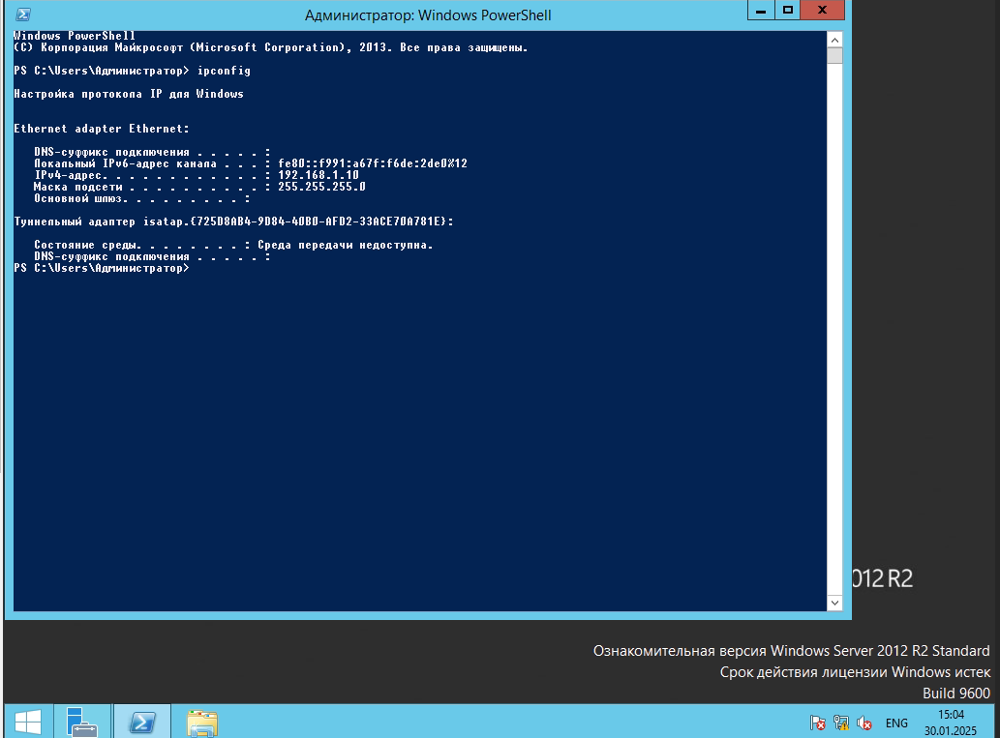 Администратор: Windows PowerShell
Windows PowerShell
(C) Корпорация Майкрософт (Microsoft Corporation), 2013. Все права защищены.
PS C:\Users\Администратор> ipconfig
Настройка протокола IP для Windows
Ethernet adapter Ethernet:
DNS-суффикс подключения . . . . . :
Локальный IPv6-адрес канала . . . : fe80::f991:a67f:f6de:2de0%12
IPv4-адрес. . . . . . . . . . . . : 192.168.1.10
Маска подсети . . . . . . . . . . : 255.255.255.0
Основной шлюз. . . . . . . . . :
Туннельный адаптер isatap.{725D8AB4-9D84-40B0-AFD2-33ACE70A781E}:
Состояние среды. . . . . . . . : Среда передачи недоступна.
DNS-суффикс подключения . . . . . :
PS C:\Users\Администратор>
012 R2
Ознакомительная версия Windows Server 2012 R2 Standard
Срок действия лицензии Windows истек
Build 9600
ENG
15:04
30.01.2025